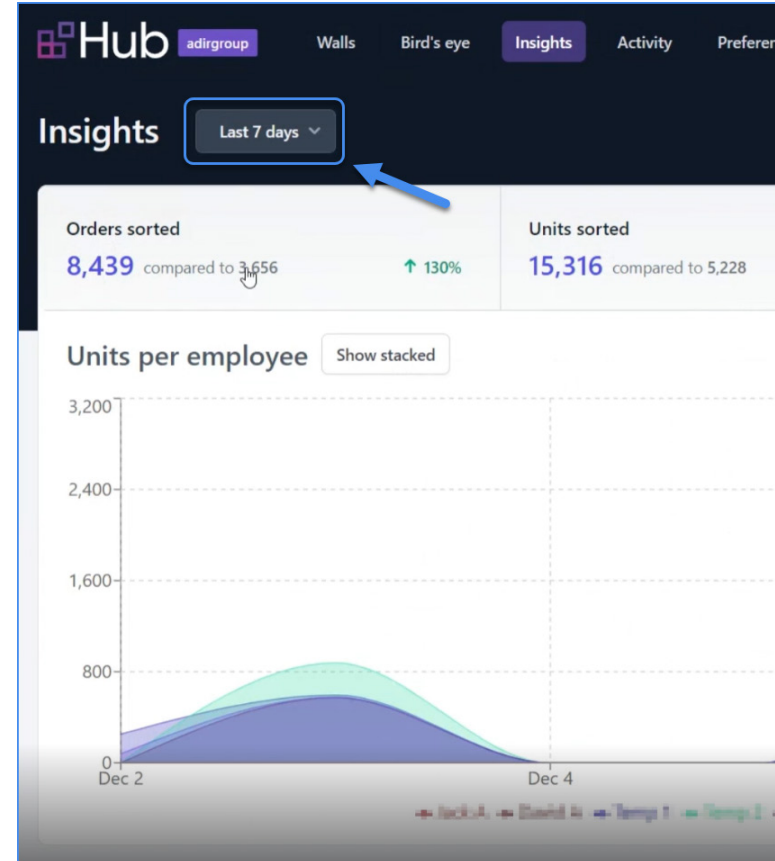 Hub adirgroup Walls Bird's eye Insights Activity
Insights Last 7 days
Orders sorted
8,439 compared to 3,656 130%
Units sorted
15,316 compared to 5,228
Units per employee Show stacked
3,200
2,400
1,600
800
0
Dec 2 Dec 4